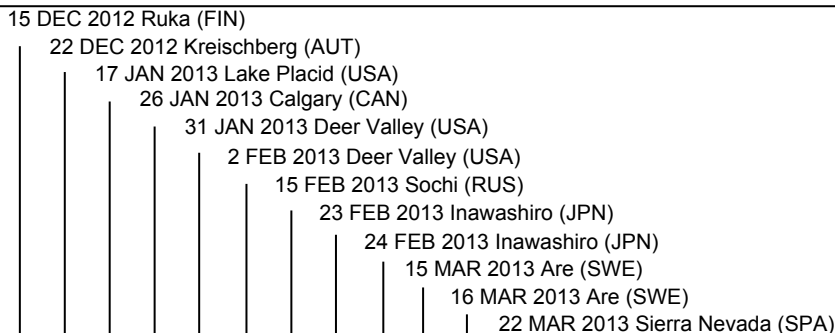 15 DEC 2012 Ruka (FIN)
22 DEC 2012 Kreischberg (AUT)
17 JAN 2013 Lake Placid (USA)
26 JAN 2013 Calgary (CAN)
31 JAN 2013 Deer Valley (USA)
2 FEB 2013 Deer Valley (USA)
15 FEB 2013 Sochi (RUS)
23 FEB 2013 Inawashiro (JPN)
24 FEB 2013 Inawashiro (JPN)
15 MAR 2013 Are (SWE)
16 MAR 2013 Are (SWE)
22 MAR 2013 Sierra Nevada (SPA)